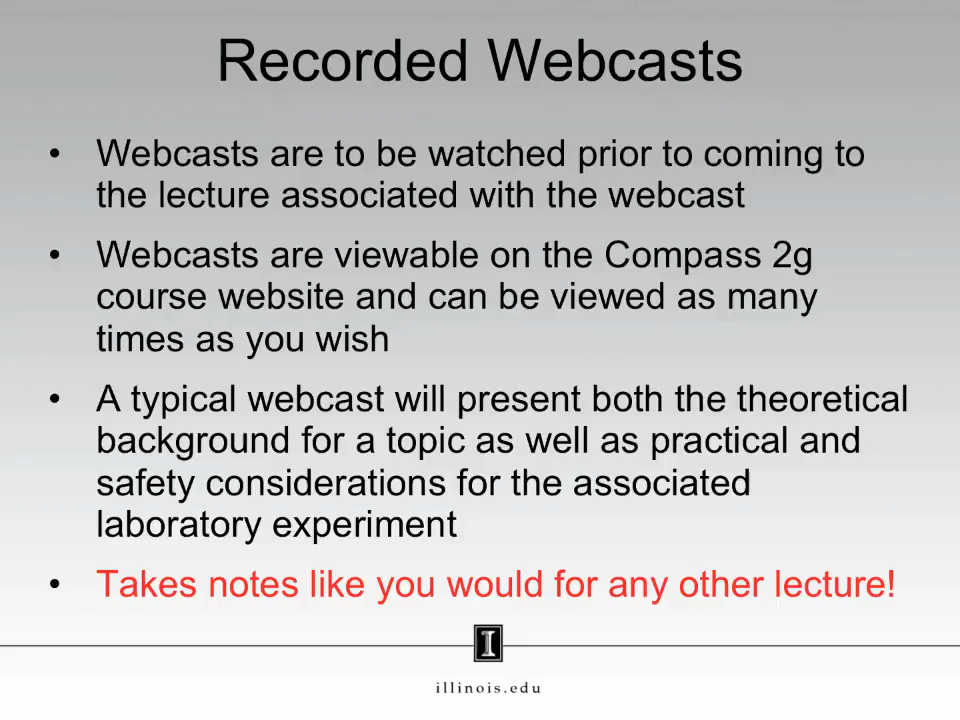 Recorded Webcasts
• Webcasts are to be watched prior to coming to
the lecture associated with the webcast
• Webcasts are viewable on the Compass 2g
course website and can be viewed as many
times as you wish
• A typical webcast will present both the theoretical
background for a topic as well as practical and
safety considerations for the associated
laboratory experiment
• Takes notes like you would for any other lecture!
I
illinois.edu